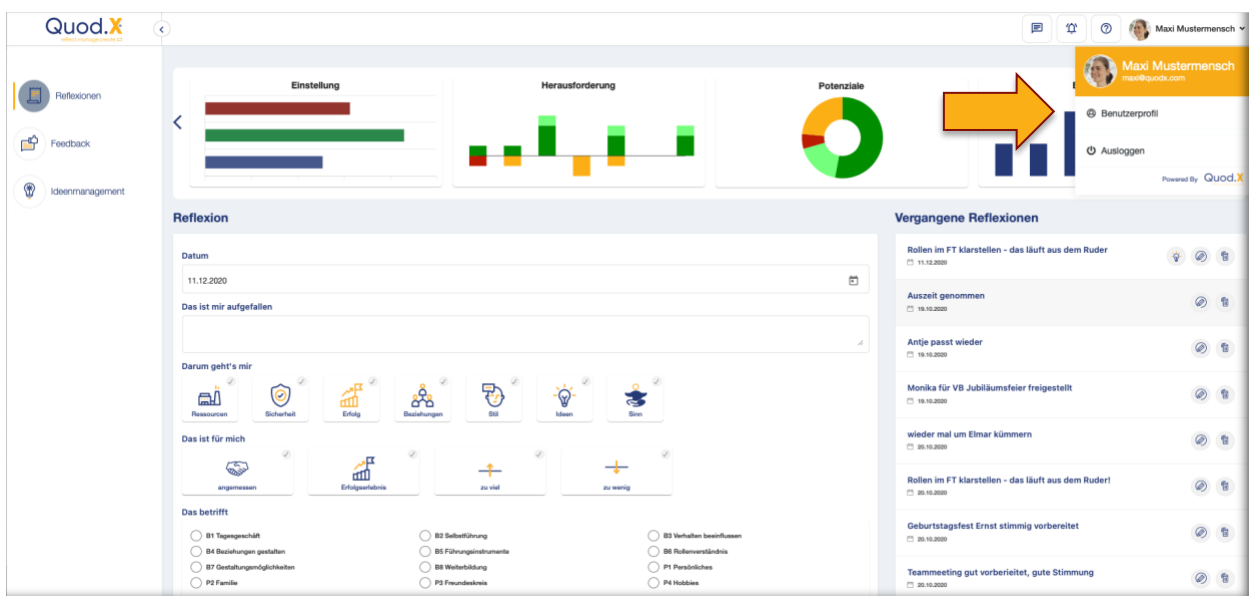 Quod.X
Maxi Mustermensch
Maxi Mustermensch
maxi@quodx.com
Benutzerprofil
Ausloggen
Powered By Quod.X
Reflexionen
Feedback
Ideenmanagement
Einstellung
Herausforderung
Potenziale
Reflexion
Datum
11.12.2020
Das ist mir aufgefallen
Darum geht's mir
Ressourcen
Sicherheit
Erfolg
Beziehungen
Stil
Ideen
Sinn
Das ist für mich
angemessen
Erfolgserlebnis
zu viel
zu wenig
Das betrifft
B1 Tagesgeschäft
B2 Selbstführung
B3 Verhalten beeinflussen
B4 Beziehungen gestalten
B5 Führungsinstrumente
B6 Rollenverständnis
B7 Gestaltungsmöglichkeiten
B8 Weiterbildung
P1 Persönliches
P2 Familie
P3 Freundeskreis
P4 Hobbies
Vergangene Reflexionen
Rollen im FT klarstellen - das läuft aus dem Ruder
11.12.2020
Auszeit genommen
19.10.2020
Antje passt wieder
19.10.2020
Monika für VB Jubiläumsfeier freigestellt
19.10.2020
wieder mal um Elmar kümmern
20.10.2020
Rollen im FT klarstellen - das läuft aus dem Ruder!
20.10.2020
Geburtstagsfest Ernst stimmig vorbereitet
20.10.2020
Teammeeting gut vorberieitet, gute Stimmung
20.10.2020